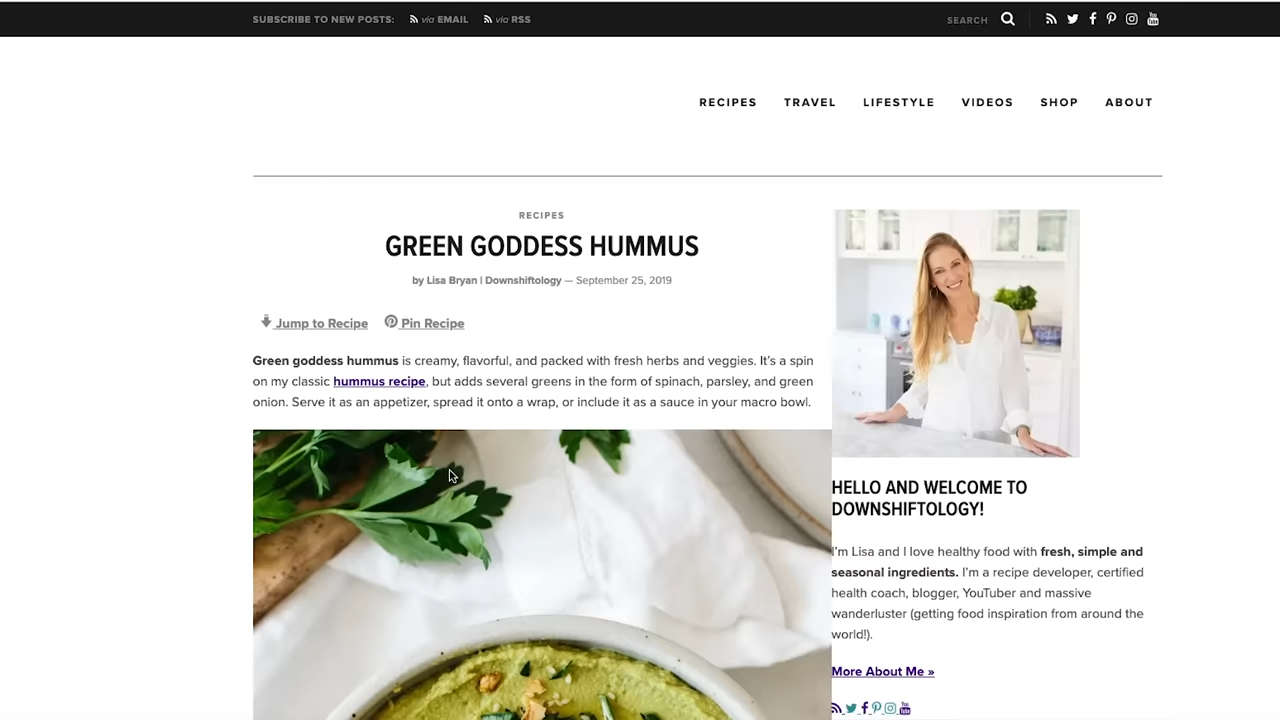 SUBSCRIBE TO NEW POSTS: via EMAIL via RSS
SEARCH
RECIPES TRAVEL LIFESTYLE VIDEOS SHOP ABOUT
RECIPES
GREEN GODDESS HUMMUS
by Lisa Bryan | Downshiftology — September 25, 2019
Jump to Recipe Pin Recipe
Green goddess hummus is creamy, flavorful, and packed with fresh herbs and veggies. It's a spin
on my classic hummus recipe, but adds several greens in the form of spinach, parsley, and green
onion. Serve it as an appetizer, spread it onto a wrap, or include it as a sauce in your macro bowl.
HELLO AND WELCOME TO
DOWNSHIFTOLOGY!
I'm Lisa and I love healthy food with fresh, simple and
seasonal ingredients. I'm a recipe developer, certified
health coach, blogger, YouTuber and massive
wanderluster (getting food inspiration from around the
world!).
More About Me »